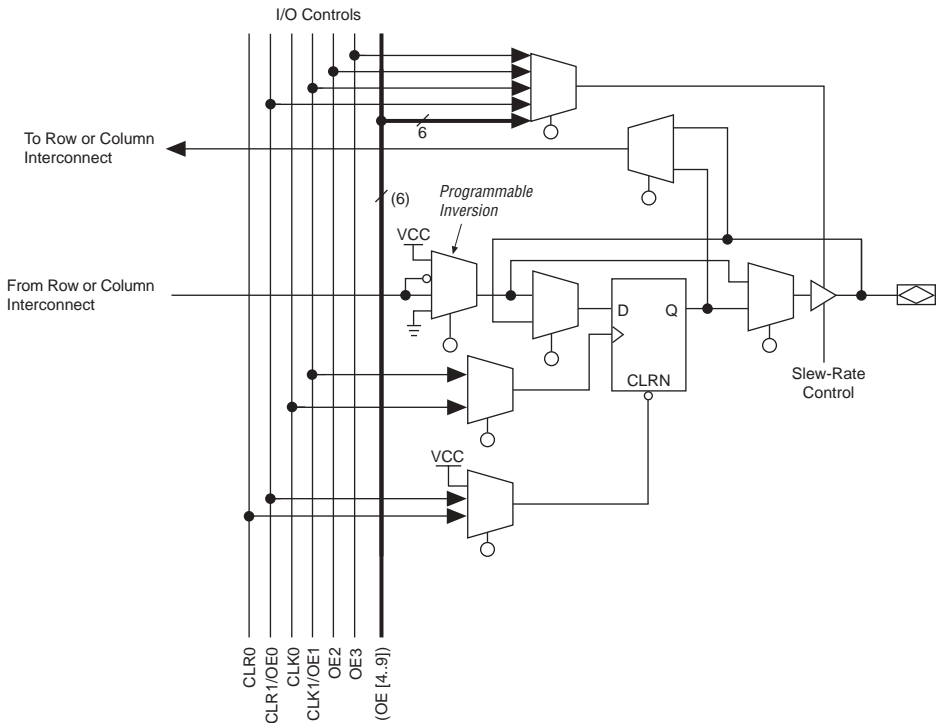 I/O Controls
6
To Row or Column
Interconnect
(6)
Programmable
Inversion
VCC
From Row or Column
Interconnect
D
Q
CLRN
Slew-Rate
Control
VCC
CLR0
CLR1/OE0
CLK0
CLK1/OE1
OE2
OE3
(OE [4..9])